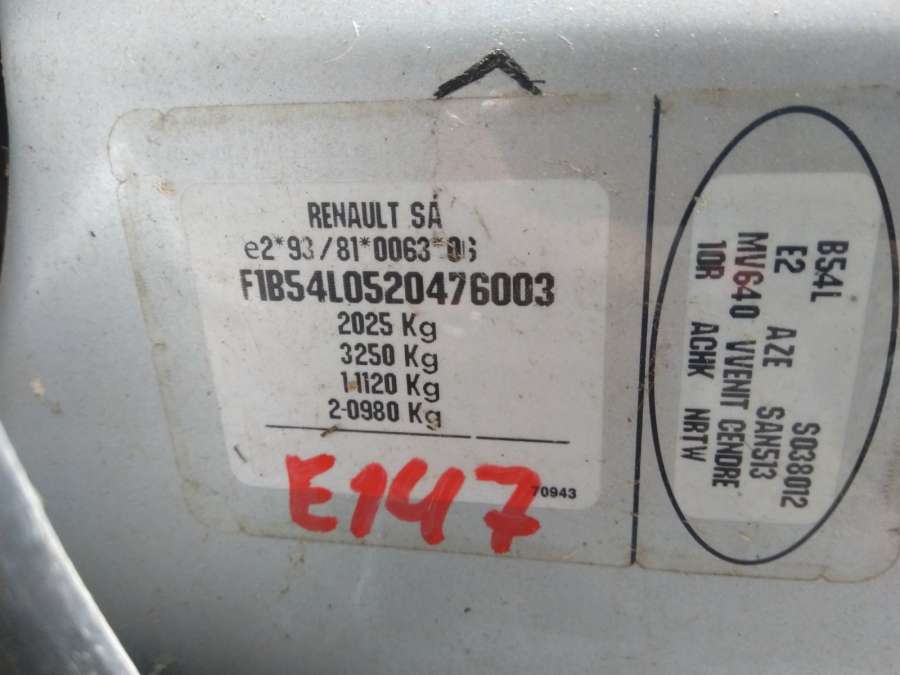 RENAULT SA
e2*93/81*0063*06
F1B54L0520476003
2025 Kg
3250 Kg
1-1120 Kg
2-0980 Kg
E147
70943
B54L AZE S038012
E2 SAN513
MV640 VVENIT CENDRE
10R ACHK NRTW